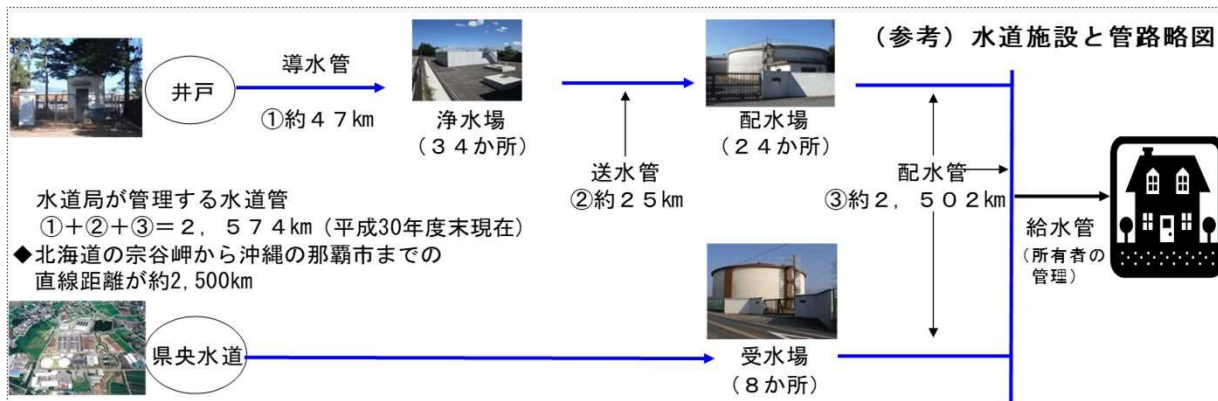 （参考）水道施設と管路略図
井戸
導水管
①約４７km
浄水場
（３４か所）
送水管
②約２５km
配水場
（２４か所）
配水管
③約２，５０２km
給水管
（所有者の
管理）
水道局が管理する水道管
①＋②＋③＝２，５７４km（平成30年度末現在）
◆北海道の宗谷岬から沖縄の那覇市までの
直線距離が約2,500km
県央水道
受水場
（８か所）